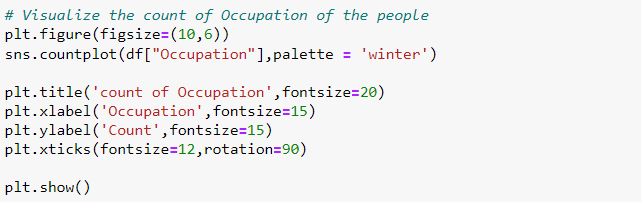 # Visualize the count of Occupation of the people
plt.figure(figsize=(10,6))
sns.countplot(df["Occupation"],palette = 'winter')
plt.title('count of Occupation',fontsize=20)
plt.xlabel('Occupation',fontsize=15)
plt.ylabel('Count',fontsize=15)
plt.xticks(fontsize=12,rotation=90)
plt.show()